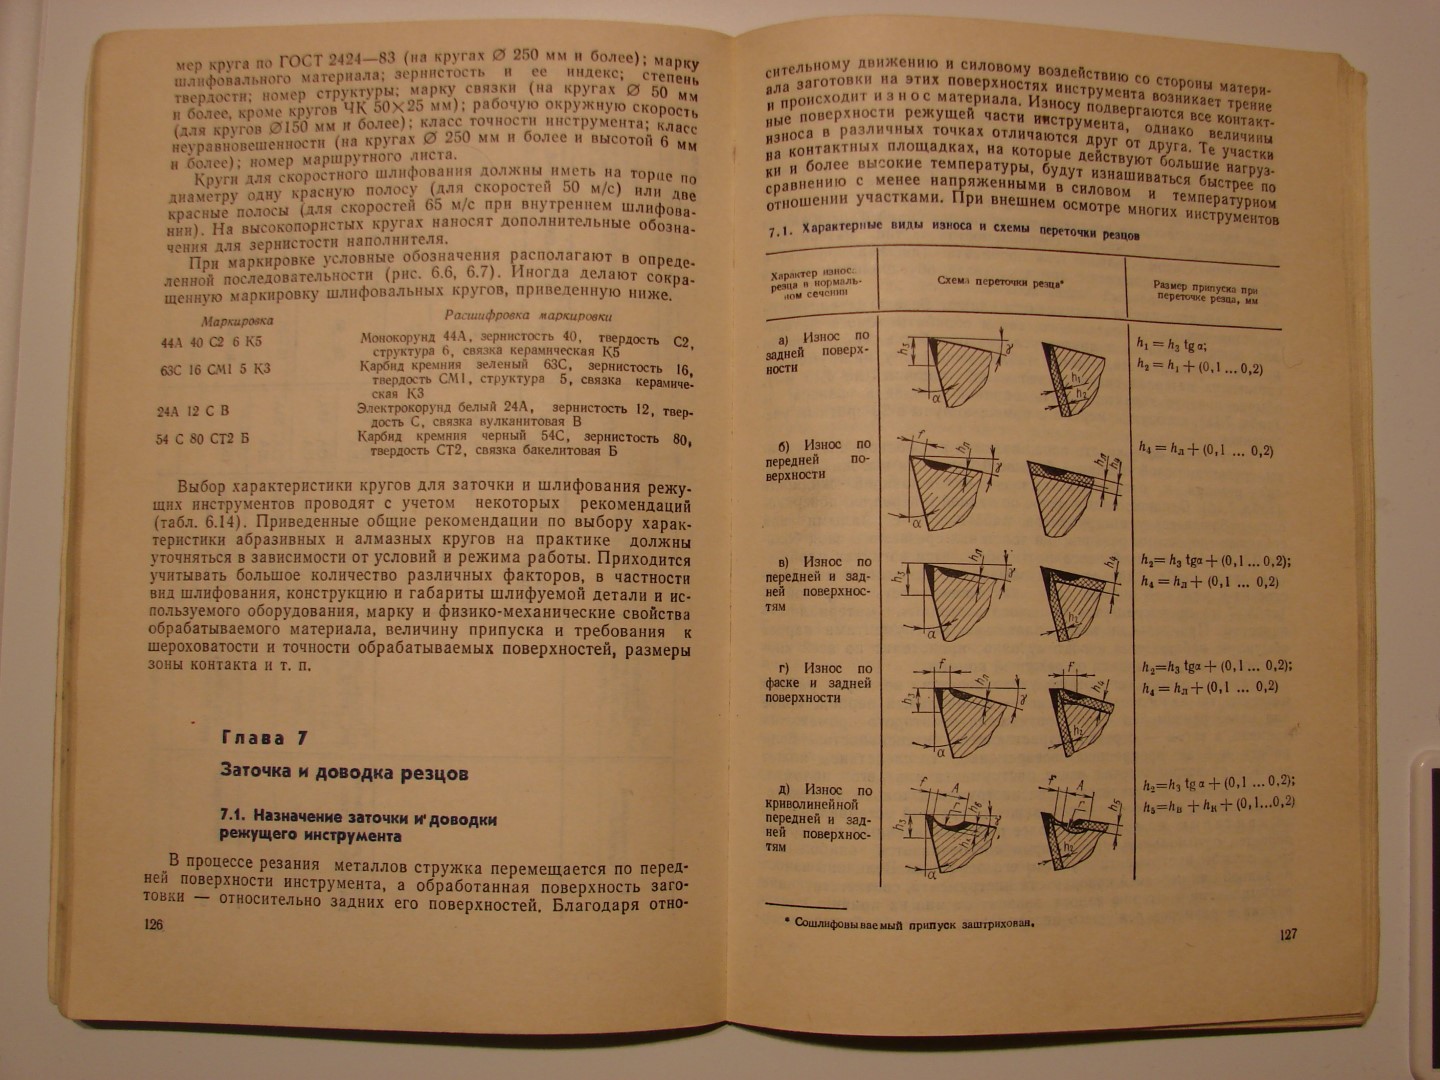 мер круга по ГОСТ 2424—83 (на кругах Ø 250 мм и более); марку
шлифовального материала; зернистость и ее индекс; степень
твердости; номер структуры; марку связки (на кругах Ø 50 мм
и более, кроме кругов ЧК 50×25 мм); рабочую окружную скорость
(для кругов Ø150 мм и более); класс точности инструмента; класс
неуравновешенности (на кругах Ø 250 мм и более и высотой 6 мм
и более); номер маршрутного листа.
Круги для скоростного шлифования должны иметь на торце по
диаметру одну красную полосу (для скоростей 50 м/с) или две
красные полосы (для скоростей 65 м/с при внутреннем шлифова-
нии). На высокопористых кругах наносят дополнительные обозна-
чения для зернистости наполнителя.
При маркировке условные обозначения располагают в опреде-
ленной последовательности (рис. 6.6, 6.7). Иногда делают сокра-
щенную маркировку шлифовальных кругов, приведенную ниже.
Маркировка Расшифровка маркировки
44А 40 С2 6 К5 Монокорунд 44А, зернистость 40, твердость С2,
структура 6, связка керамическая К5
63С 16 СМ1 5 К3 Карбид кремния зеленый 63С, зернистость 16,
твердость СМ1, структура 5, связка керамиче-
ская К3
24А 12 С В Электрокорунд белый 24А, зернистость 12, твер-
дость С, связка вулканитовая В
54 С 80 СТ2 Б Карбид кремния черный 54С, зернистость 80,
твердость СТ2, связка бакелитовая Б
Выбор характеристики кругов для заточки и шлифования режу-
щих инструментов проводят с учетом некоторых рекомендаций
(табл. 6.14). Приведенные общие рекомендации по выбору харак-
теристики абразивных и алмазных кругов на практике должны
уточняться в зависимости от условий и режима работы. Приходится
учитывать большое количество различных факторов, в частности
вид шлифования, конструкцию и габариты шлифуемой детали и ис-
пользуемого оборудования, марку и физико-механические свойства
обрабатываемого материала, величину припуска и требования к
шероховатости и точности обрабатываемых поверхностей, размеры
зоны контакта и т. п.
Глава 7
Заточка и доводка резцов
7.1. Назначение заточки и доводки
режущего инструмента
В процессе резания металлов стружка перемещается по перед-
ней поверхности инструмента, а обработанная поверхность заго-
товки — относительно задних его поверхностей. Благодаря отно-
126
сительному движению и силовому воздействию со стороны матери-
ала заготовки на этих поверхностях инструмента возникает трение
и происходит износ материала. Износу подвергаются все контакт-
ные поверхности режущей части инструмента, однако величины
износа в различных точках отличаются друг от друга. Те участки
на контактных площадках, на которые действуют большие нагруз-
ки и более высокие температуры, будут изнашиваться быстрее по
сравнению с менее напряженными в силовом и температурном
отношении участками. При внешнем осмотре многих инструментов
7.1. Характерные виды износа и схемы переточки резцов
Характер износа
резца в нормаль-
ном сечении
Схема переточки резца*
Размер припуска при
переточке резца, мм
а) Износ по
задней поверх-
ности
h₃ α α h₁ h₂
h₁ = h₃ tg α;
h₂ = h₁ + (0,1 ... 0,2)
б) Износ по
передней по-
верхности
f hл α α hл h₄
h₄ = hл + (0,1 ... 0,2)
в) Износ по
передней и зад-
ней поверхнос-
тям
h₃ hл α α h₄ h₂
h₂= h₃ tgα + (0,1 ... 0,2);
h₄ = hл + (0,1 ... 0,2)
г) Износ по
фаске и задней
поверхности
f h₃ hл α α f h₄ h₂
h₂=h₃ tgα + (0,1 ... 0,2);
h₄ = hл + (0,1 ... 0,2)
д) Износ по
криволинейной
передней и зад-
ней поверхнос-
тям
f A r h₃ hв α f A r h₅ h₂
h₂=h₃ tg α + (0,1 ... 0,2);
h₅=hв + hн + (0,1...0,2)
* Сошлифовываемый припуск заштрихован.
127